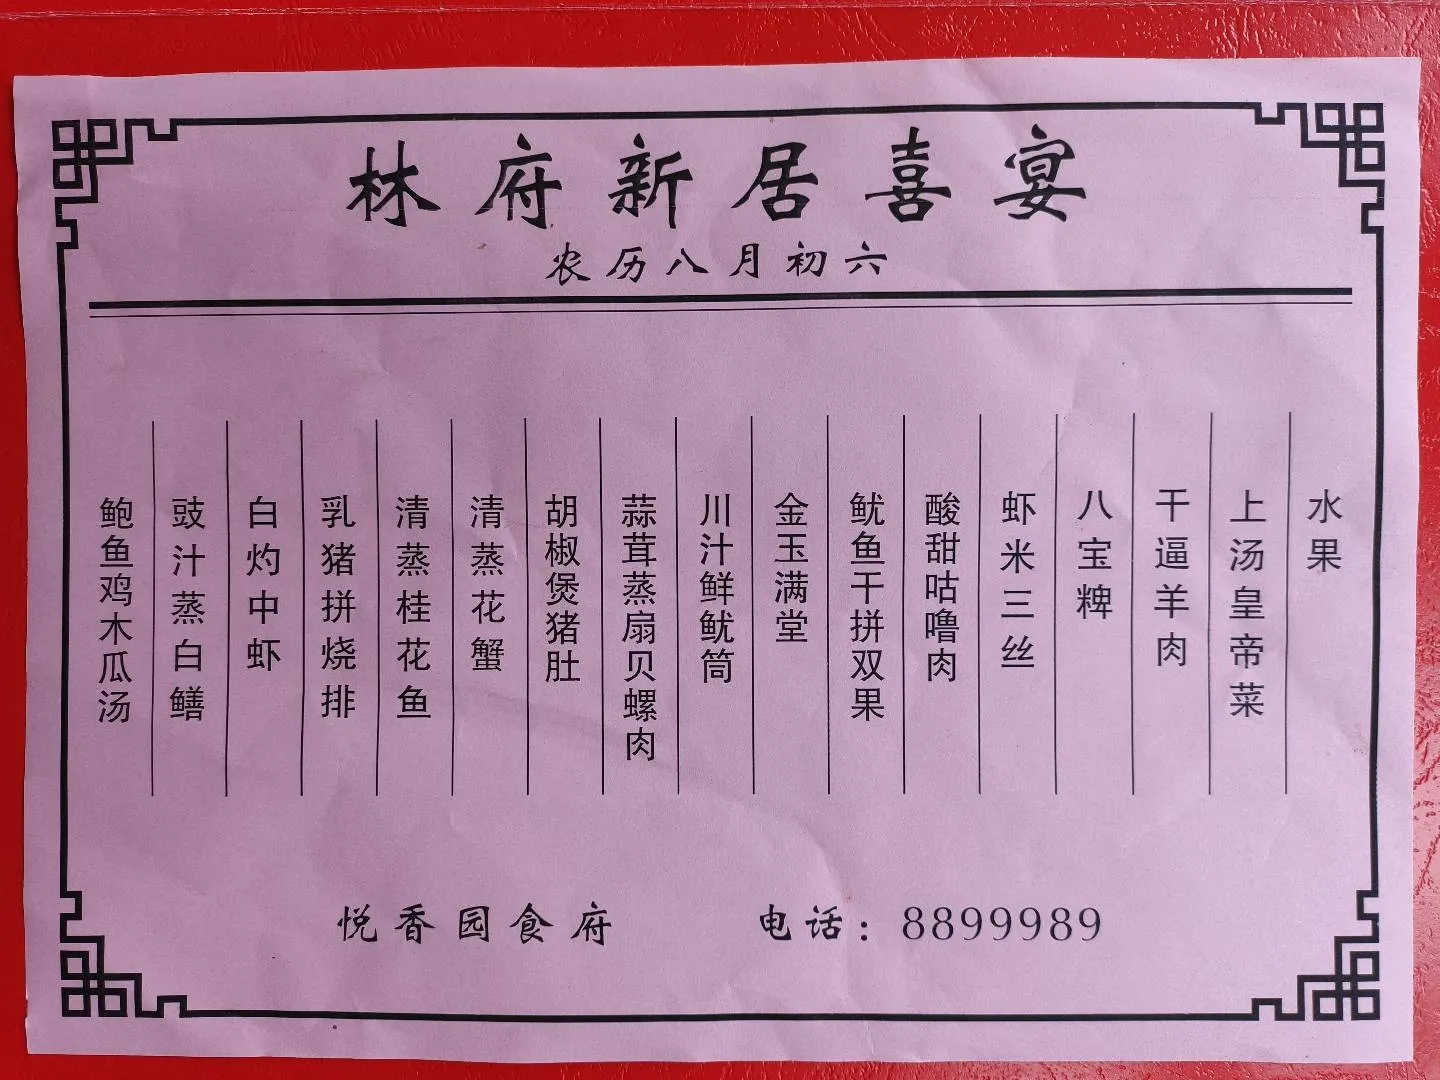 林府新居喜宴
农历八月初六
鲍鱼鸡木瓜汤
豉汁蒸白鳝
白灼中虾
乳猪拼烧排
清蒸桂花鱼
清蒸花蟹
胡椒煲猪肚
蒜茸蒸扇贝螺肉
川汁鲜鱿筒
金玉满堂
鱿鱼干拼双果
酸甜咕噜肉
虾米三丝
八宝粺
干逼羊肉
上汤皇帝菜
水果
悦香园食府 电话：8899989